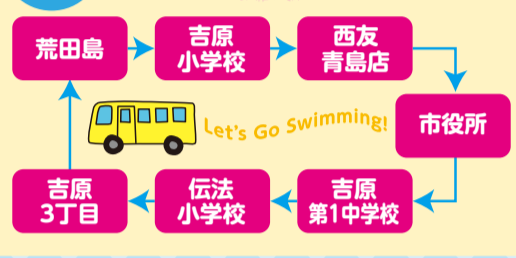 荒田島
吉原
小学校
西友
青島店
市役所
Let's Go Swimming!
吉原
3丁目
伝法
小学校
吉原
第1中学校